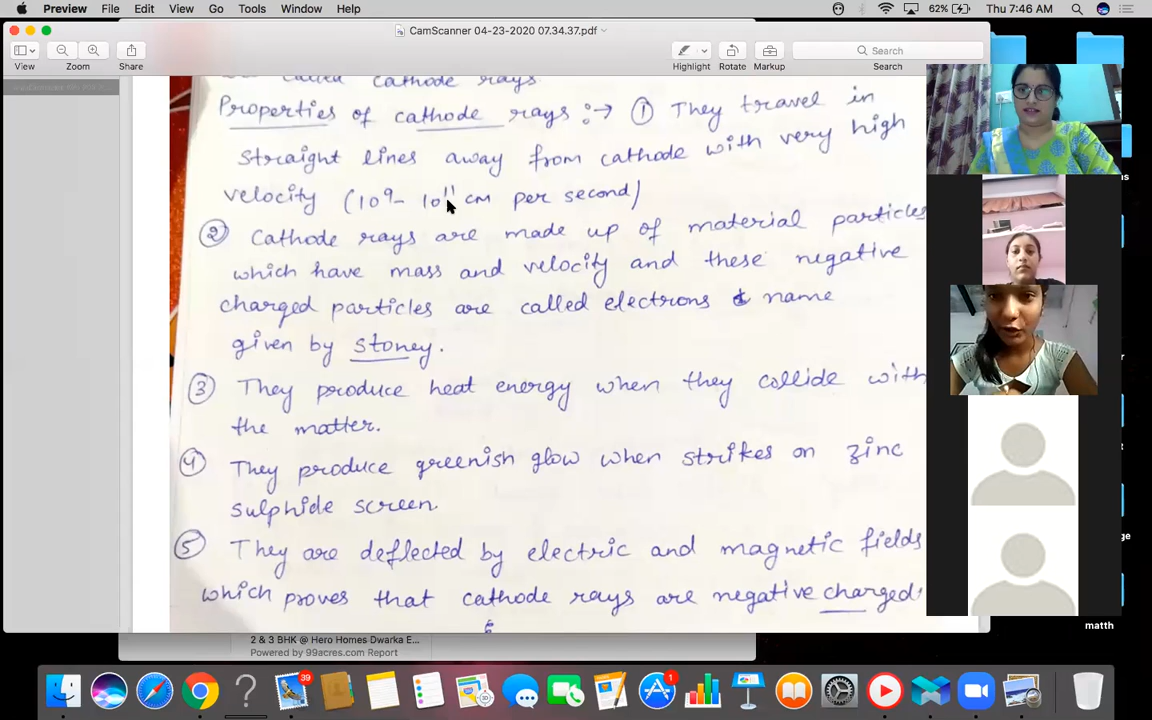 Preview File Edit View Go Tools Window Help 62% Thu 7:46 AM
CamScanner 04-23-2020 07.34.37.pdf
View Zoom Share Highlight Rotate Markup Search
Search
called cathode rays.
Properties of cathode rays :→ ① They travel in
straight lines away from cathode with very high
velocity (10⁹- 10¹¹ cm per second)
② Cathode rays are made up of material particles
which have mass and velocity and these negative
charged particles are called electrons & name
given by stoney.
③ They produce heat energy when they collide with
the matter.
④ They produce greenish glow when strikes on zinc
sulphide screen.
⑤ They are deflected by electric and magnetic fields
which proves that cathode rays are negative charged.
matth
2 & 3 BHK @ Hero Homes Dwarka E...
Powered by 99acres.com Report
39
1